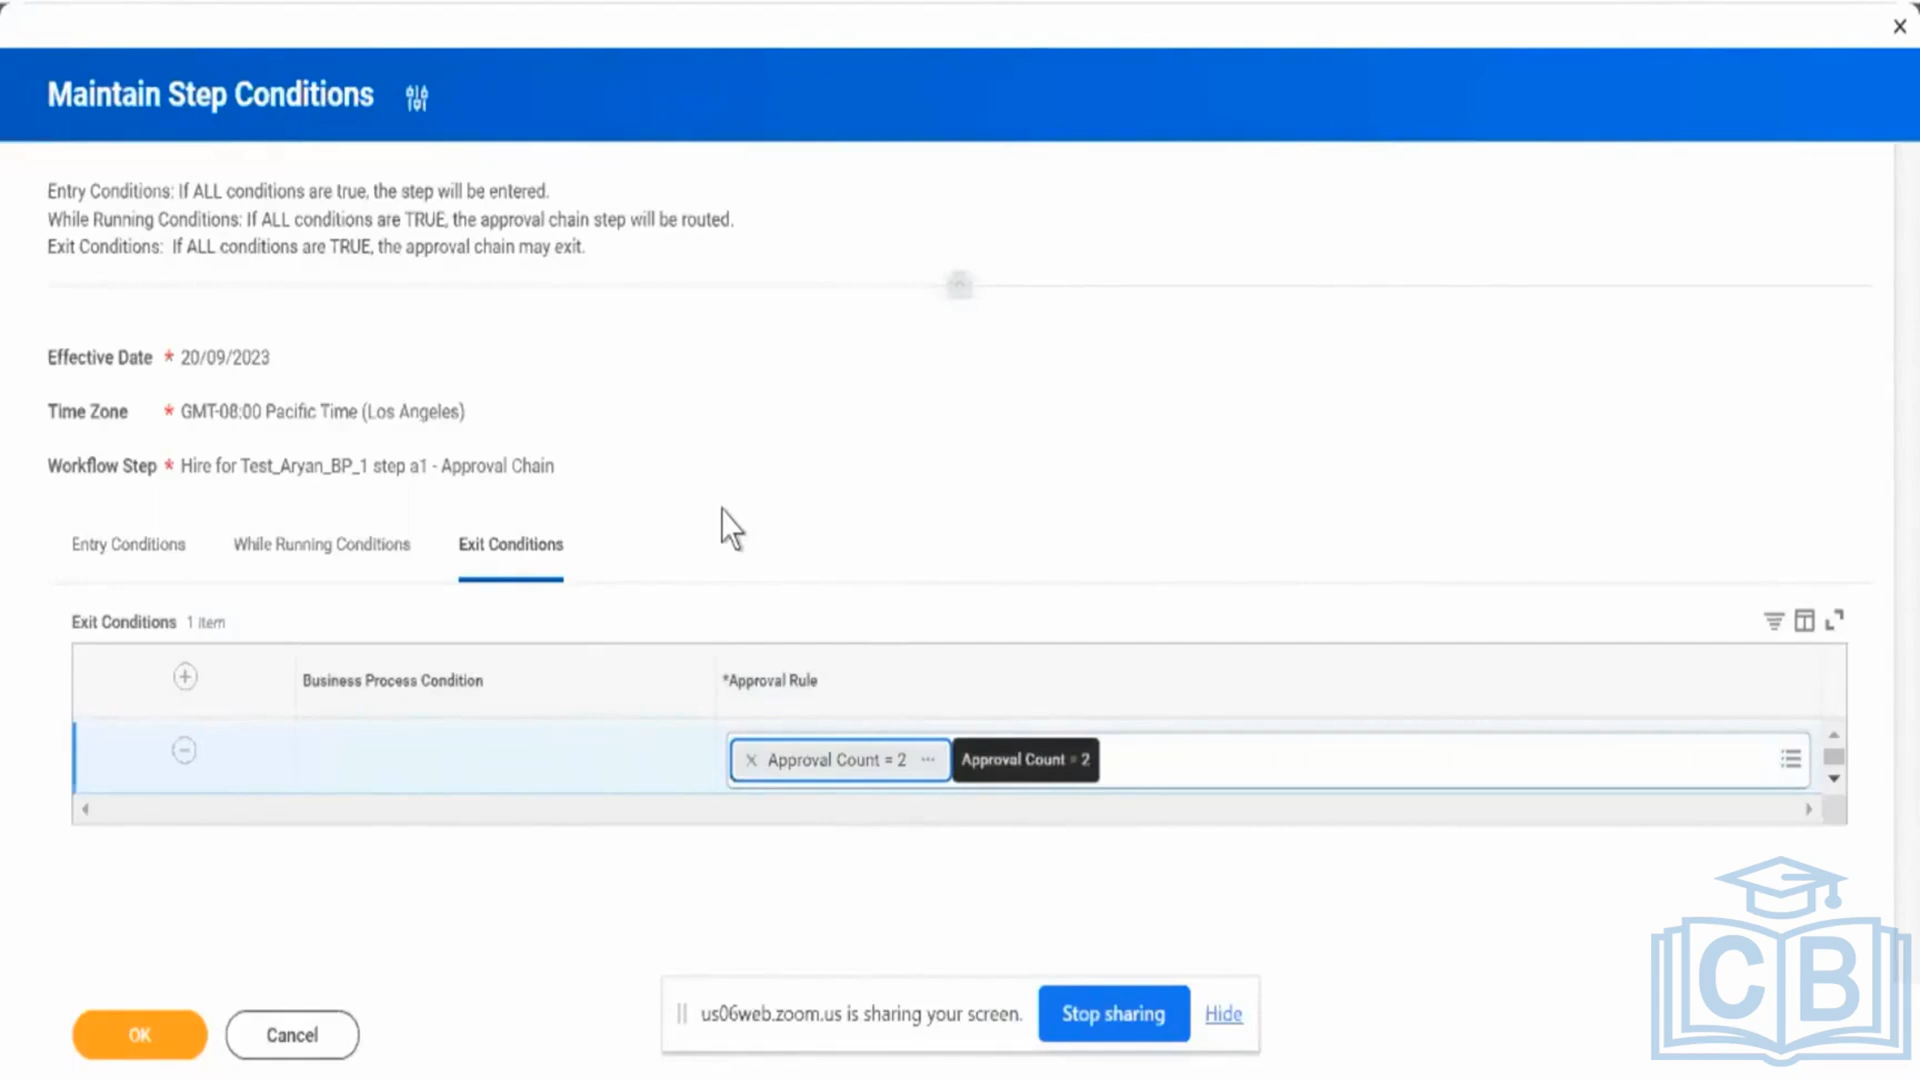 Maintain Step Conditions
Entry Conditions: If ALL conditions are true, the step will be entered.
While Running Conditions: If ALL conditions are TRUE, the approval chain step will be routed.
Exit Conditions:  If ALL conditions are TRUE, the approval chain may exit.
Effective Date * 20/09/2023
Time Zone * GMT-08:00 Pacific Time (Los Angeles)
Workflow Step * Hire for Test_Aryan_BP_1 step a1 - Approval Chain
Entry Conditions While Running Conditions Exit Conditions
Exit Conditions 1 item
Business Process Condition *Approval Rule
Approval Count = 2 Approval Count = 2
us06web.zoom.us is sharing your screen. Stop sharing Hide
OK Cancel
CB